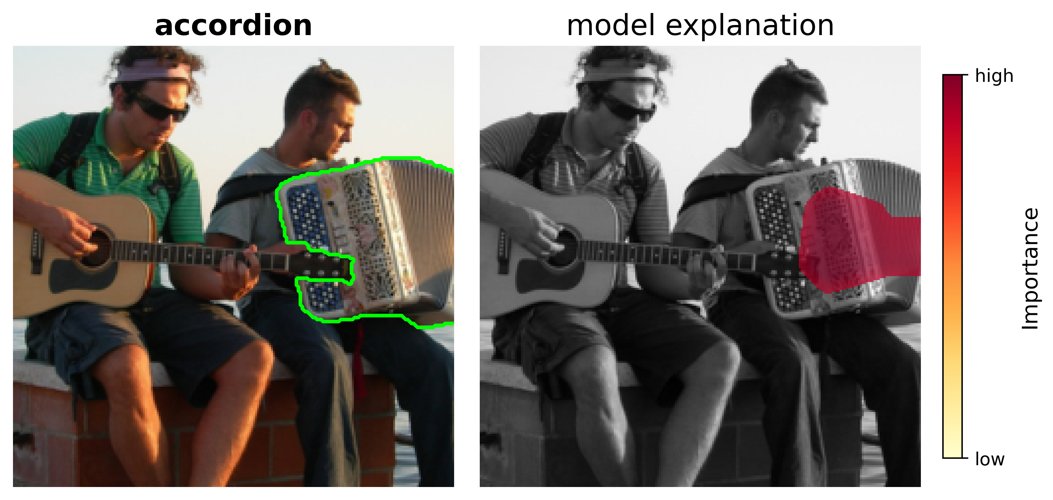 accordion
model explanation
high
Importance
low